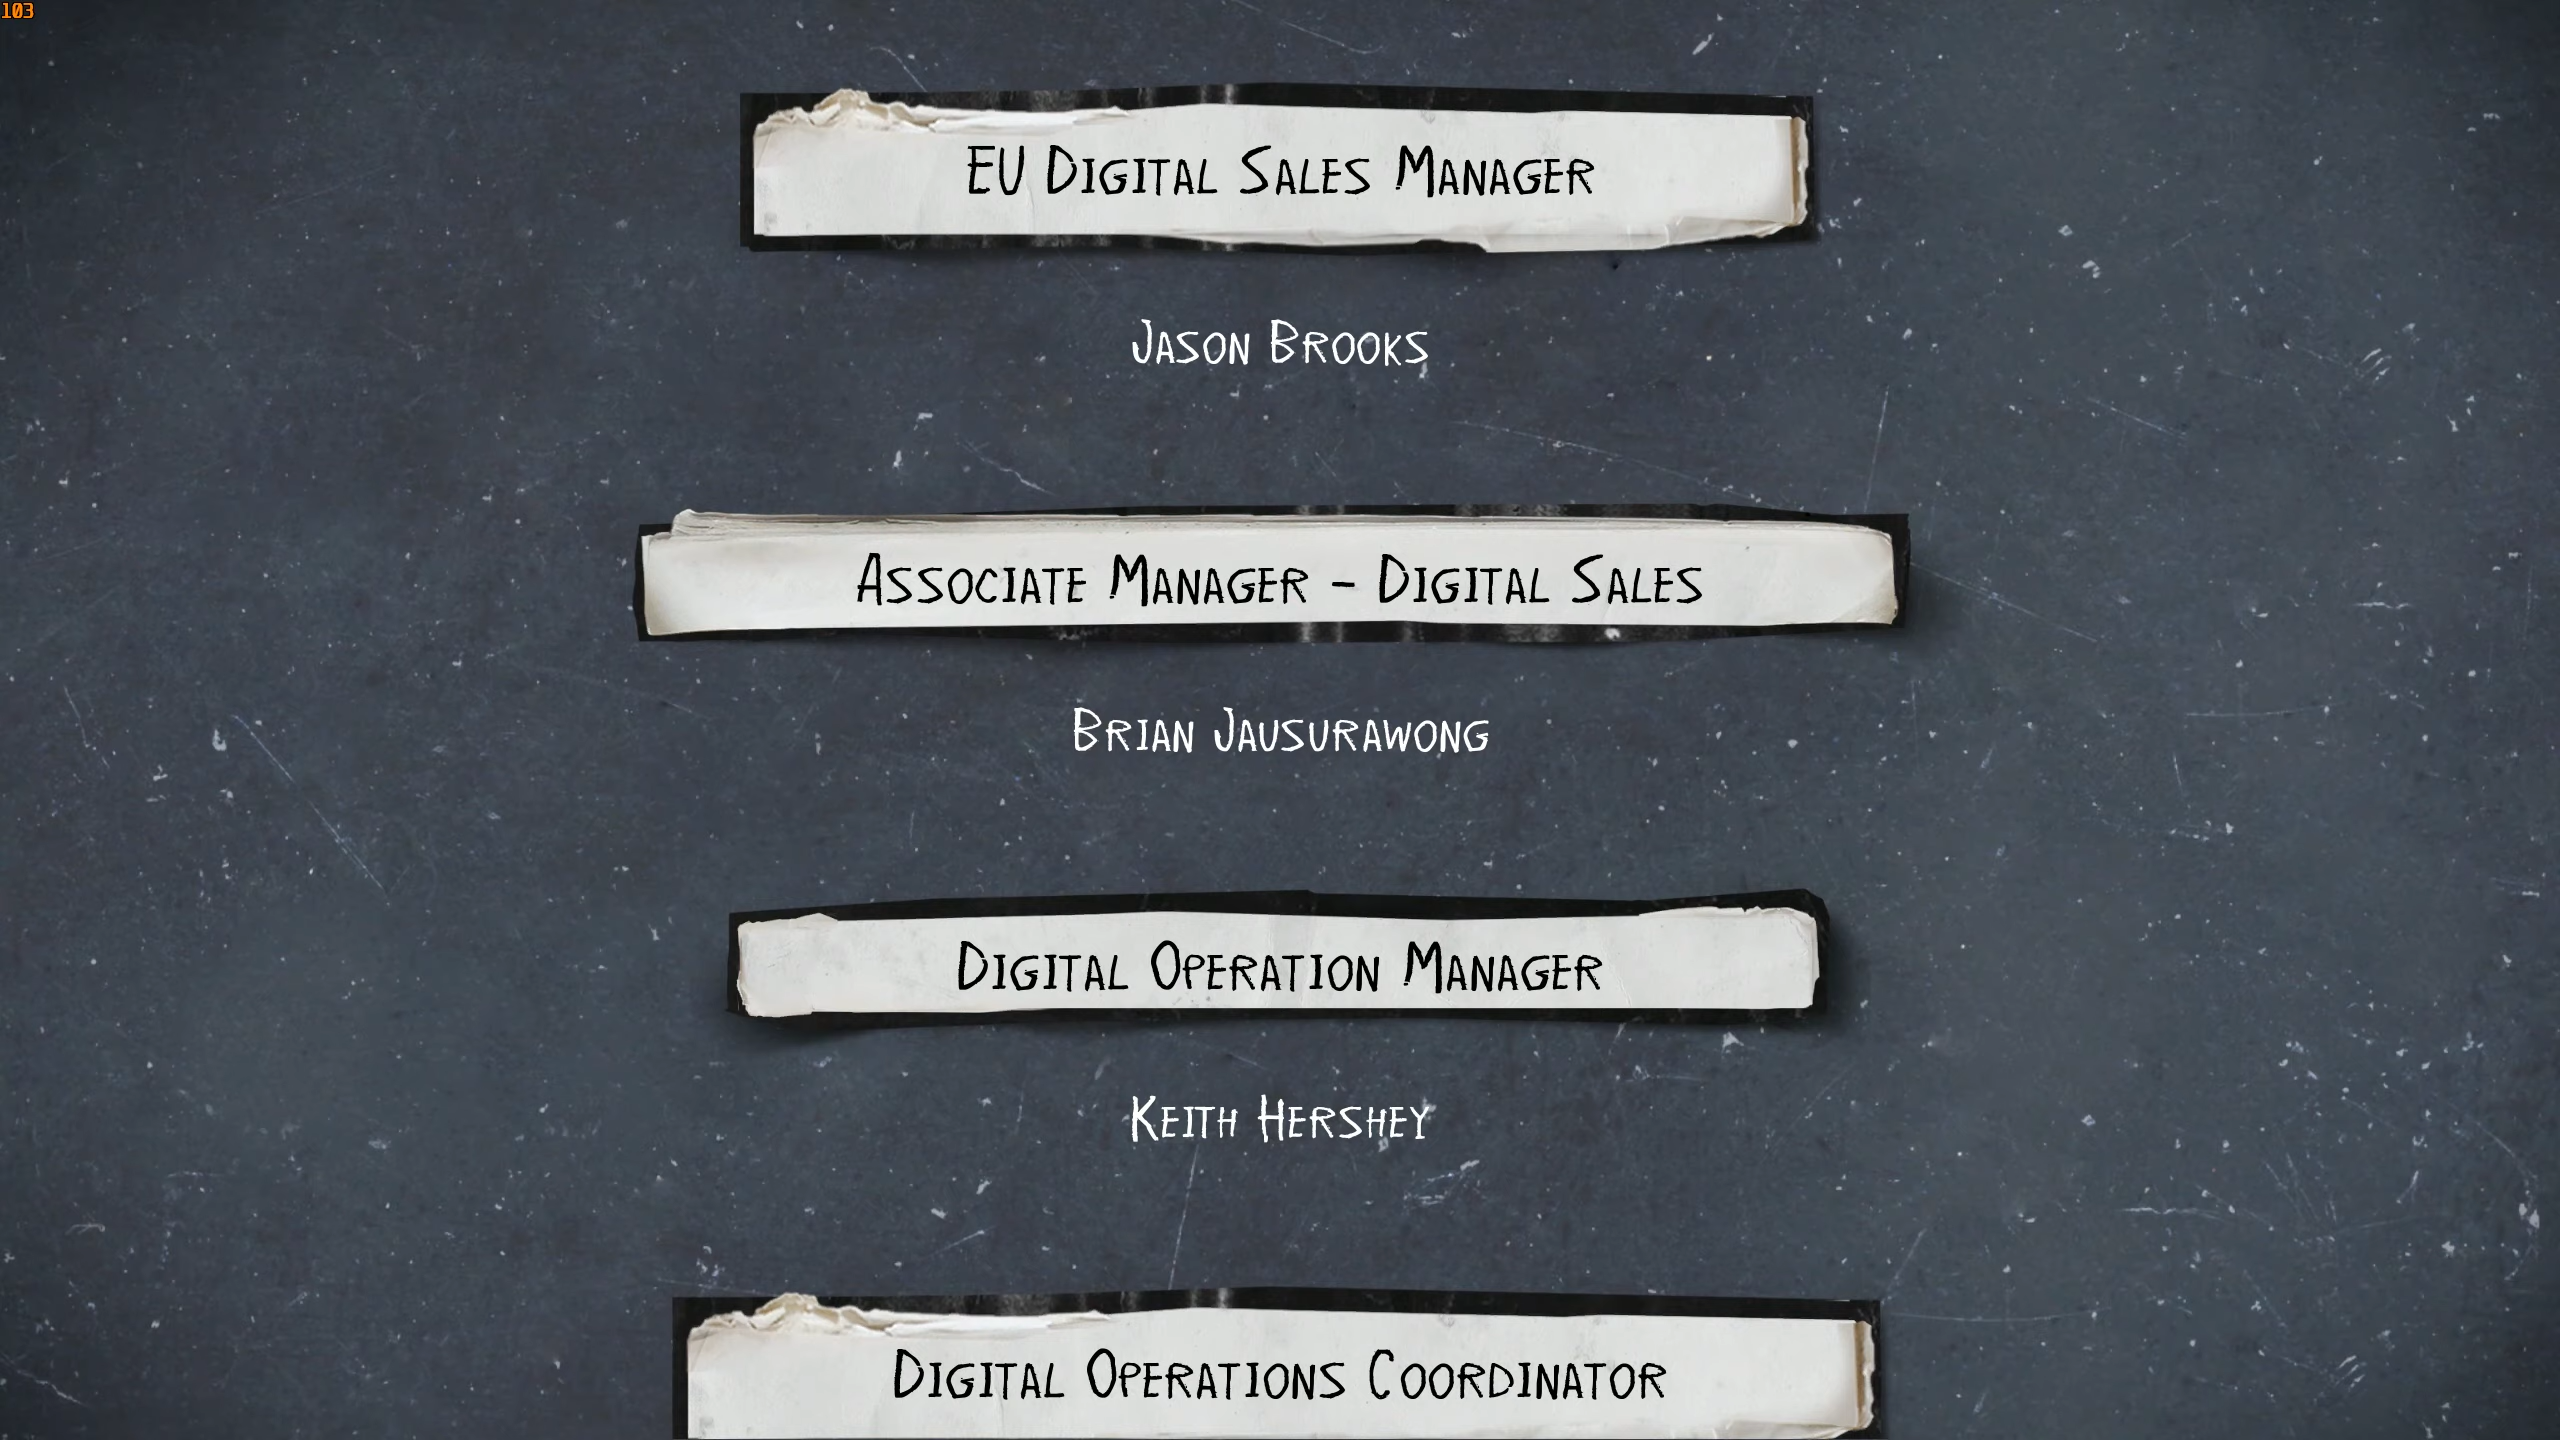 103
EU Digital Sales Manager
Jason Brooks
Associate Manager - Digital Sales
Brian Jausurawong
Digital Operation Manager
Keith Hershey
Digital Operations Coordinator